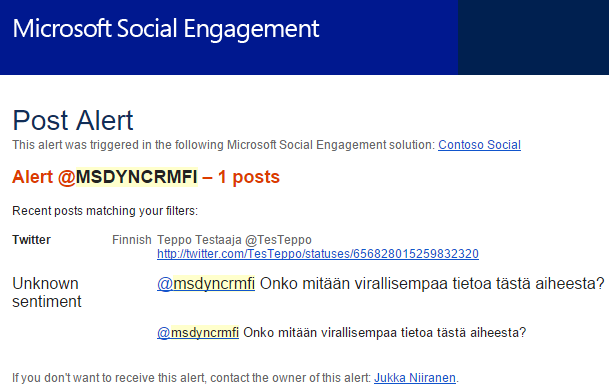 Microsoft Social Engagement
Post Alert
This alert was triggered in the following Microsoft Social Engagement solution: Contoso Social
Alert @MSDYNCRMFI – 1 posts
Recent posts matching your filters:
Twitter Finnish Teppo Testaaja @TesTeppo
http://twitter.com/TesTeppo/statuses/656828015259832320
Unknown sentiment @msdyncrmfi Onko mitään virallisempaa tietoa tästä aiheesta?
@msdyncrmfi Onko mitään virallisempaa tietoa tästä aiheesta?
If you don't want to receive this alert, contact the owner of this alert: Jukka Niiranen.